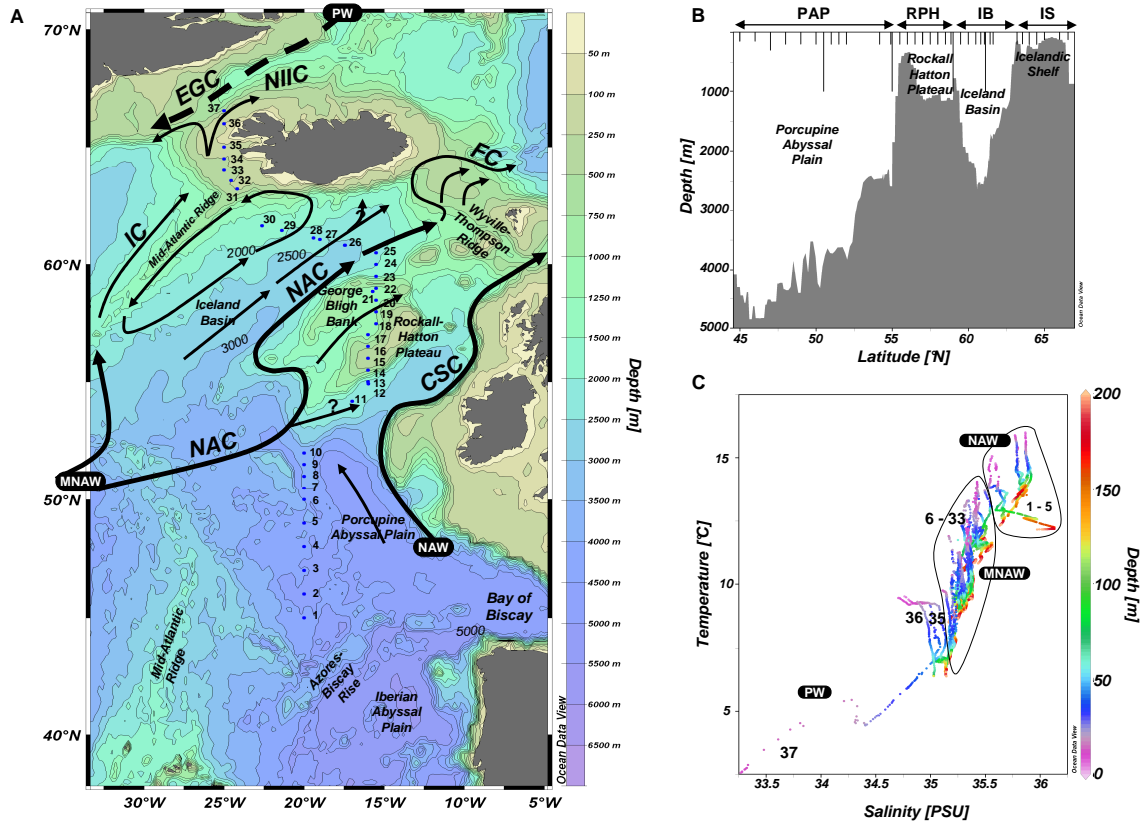 A
PW
70°N
EGC
NIIC
37
36
35
34
33
32
31
FC
IC
Mid-Atlantic Ridge
Wyville-
Thompson
Ridge
30
29
28
27
26
?
2000
2500
60°N
25
24
23
22
21
20
19
18
17
16
15
14
13
12
11
NAC
George
Bligh
Bank
Iceland
Basin
Rockall-
Hatton
Plateau
3000
CSC
?
NAC
MNAW
50°N
10
9
8
7
6
5
4
3
2
1
Porcupine
Abyssal Plain
NAW
Bay of
Biscay
5000
Mid-Atlantic
Ridge
Azores-
Biscay
Rise
Iberian
Abyssal
Plain
40°N
30°W
20°W
15°W
10°W
5°W
Ocean Data View
50 m
100 m
250 m
500 m
750 m
1000 m
1250 m
1500 m
2000 m
2500 m
3000 m
3500 m
4000 m
4500 m
5000 m
5500 m
6000 m
6500 m
Depth [m]
B
PAP
RPH
IB
IS
Rockall
Hatton
Plateau
Icelandic
Shelf
Iceland
Basin
Porcupine
Abyssal
Plain
1000
2000
3000
4000
5000
Depth [m]
45
50
55
60
65
Latitude [°N]
Ocean Data View
C
NAW
1 - 5
6 - 33
MNAW
36
35
PW
37
15
10
5
Temperature [°C]
33.5
34
34.5
35
35.5
36
Salinity [PSU]
Ocean Data View
200
150
100
50
0
Depth [m]